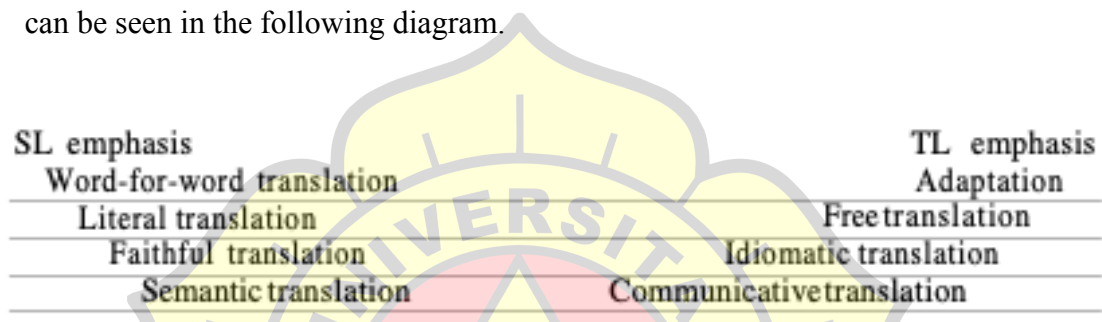 can be seen in the following diagram.
SL emphasis TL emphasis
Word-for-word translation Adaptation
Literal translation Free translation
Faithful translation Idiomatic translation
Semantic translation Communicative translation
IVERSITA